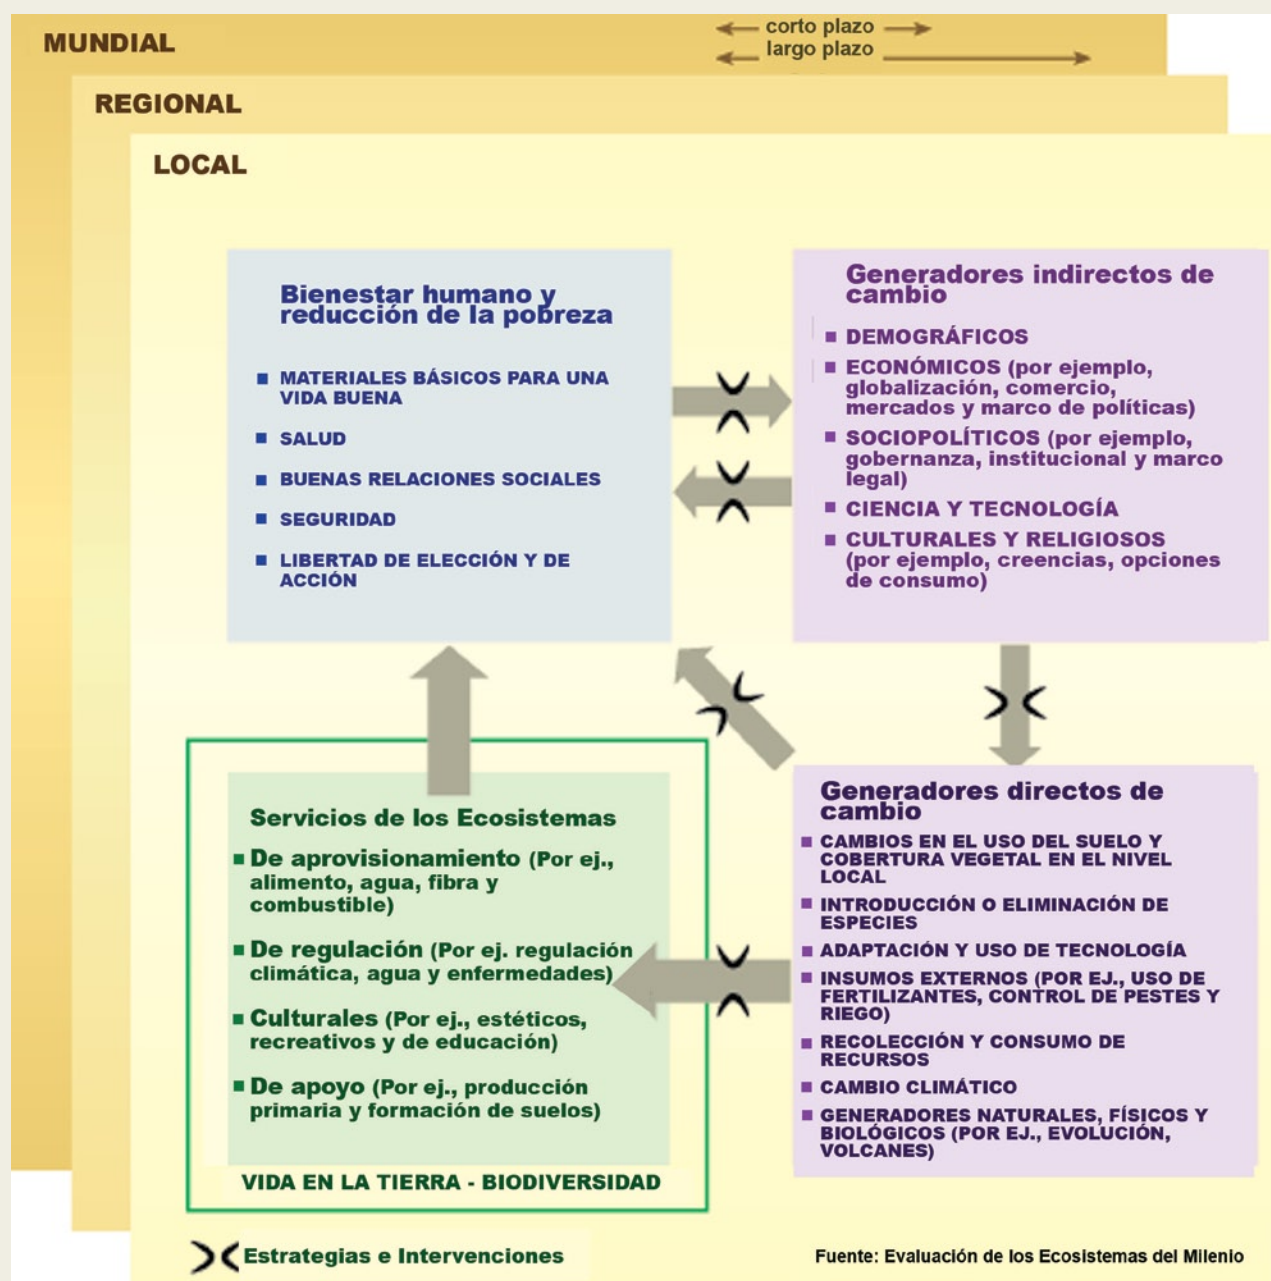 MUNDIAL
corto plazo
largo plazo
REGIONAL
LOCAL
Bienestar humano y
reducción de la pobreza
MATERIALES BÁSICOS PARA UNA
VIDA BUENA
SALUD
BUENAS RELACIONES SOCIALES
SEGURIDAD
LIBERTAD DE ELECCIÓN Y DE
ACCIÓN
Generadores indirectos de
cambio
DEMOGRÁFICOS
ECONÓMICOS (por ejemplo,
globalización, comercio,
mercados y marco de políticas)
SOCIOPOLÍTICOS (por ejemplo,
gobernanza, institucional y marco
legal)
CIENCIA Y TECNOLOGÍA
CULTURALES Y RELIGIOSOS
(por ejemplo, creencias, opciones
de consumo)
Servicios de los Ecosistemas
De aprovisionamiento (Por ej.,
alimento, agua, fibra y
combustible)
De regulación (Por ej. regulación
climática, agua y enfermedades)
Culturales (Por ej., estéticos,
recreativos y de educación)
De apoyo (Por ej., producción
primaria y formación de suelos)
VIDA EN LA TIERRA - BIODIVERSIDAD
Generadores directos de
cambio
CAMBIOS EN EL USO DEL SUELO Y
COBERTURA VEGETAL EN EL NIVEL
LOCAL
INTRODUCCIÓN O ELIMINACIÓN DE
ESPECIES
ADAPTACIÓN Y USO DE TECNOLOGÍA
INSUMOS EXTERNOS (POR EJ., USO DE
FERTILIZANTES, CONTROL DE PESTES Y
RIEGO)
RECOLECCIÓN Y CONSUMO DE
RECURSOS
CAMBIO CLIMÁTICO
GENERADORES NATURALES, FÍSICOS Y
BIOLÓGICOS (POR EJ., EVOLUCIÓN,
VOLCANES)
Estrategias e Intervenciones
Fuente: Evaluación de los Ecosistemas del Milenio